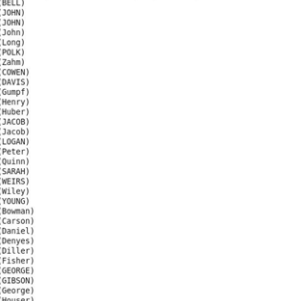 (BELL)
(JOHN)
(JOHN)
(John)
(Long)
(POLK)
(Zahm)
(COWEN)
(DAVIS)
(Gumpf)
(Henry)
(Huber)
(JACOB)
(Jacob)
(LOGAN)
(Peter)
(Quinn)
(SARAH)
(WEIRS)
(Wiley)
(YOUNG)
(Bowman)
(Carson)
(Daniel)
(Denyes)
(Diller)
(Fisher)
(GEORGE)
(GIBSON)
(George)
(Houser)